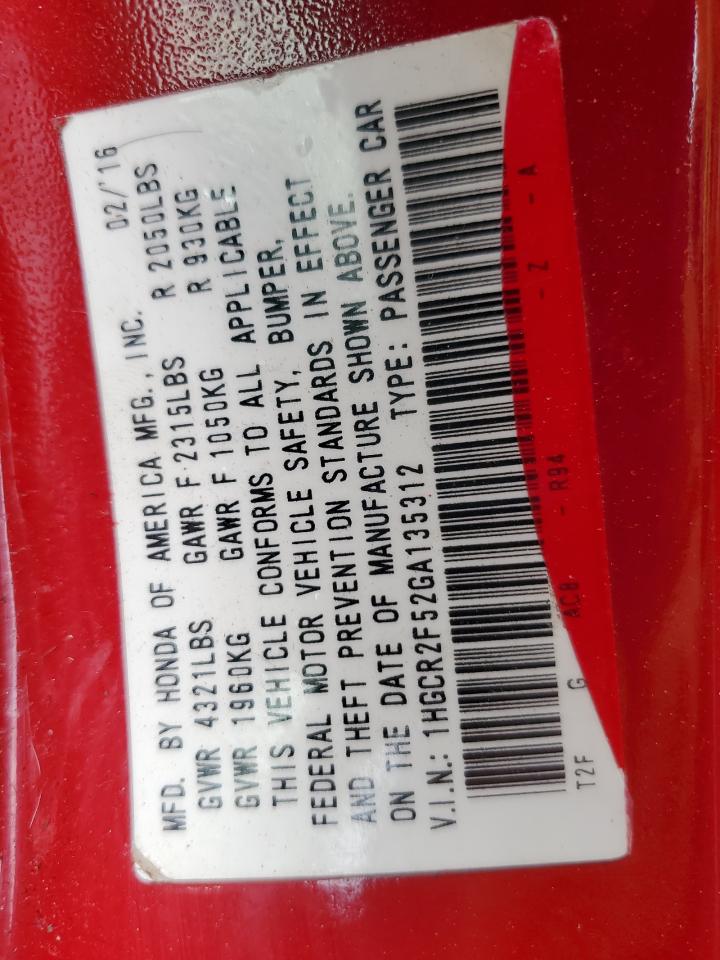 MFD. BY HONDA OF AMERICA MFG., INC. 02/'16
GVWR 4321LBS GAWR F 2315LBS R 2050LBS
GVWR 1960KG GAWR F 1050KG R 930KG
THIS VEHICLE CONFORMS TO ALL APPLICABLE
FEDERAL MOTOR VEHICLE SAFETY, BUMPER,
AND THEFT PREVENTION STANDARDS IN EFFECT
ON THE DATE OF MANUFACTURE SHOWN ABOVE.
V.I.N.: 1HGCR2F52GA135312 TYPE: PASSENGER CAR
T2F G AC8 - R94 - Z - A